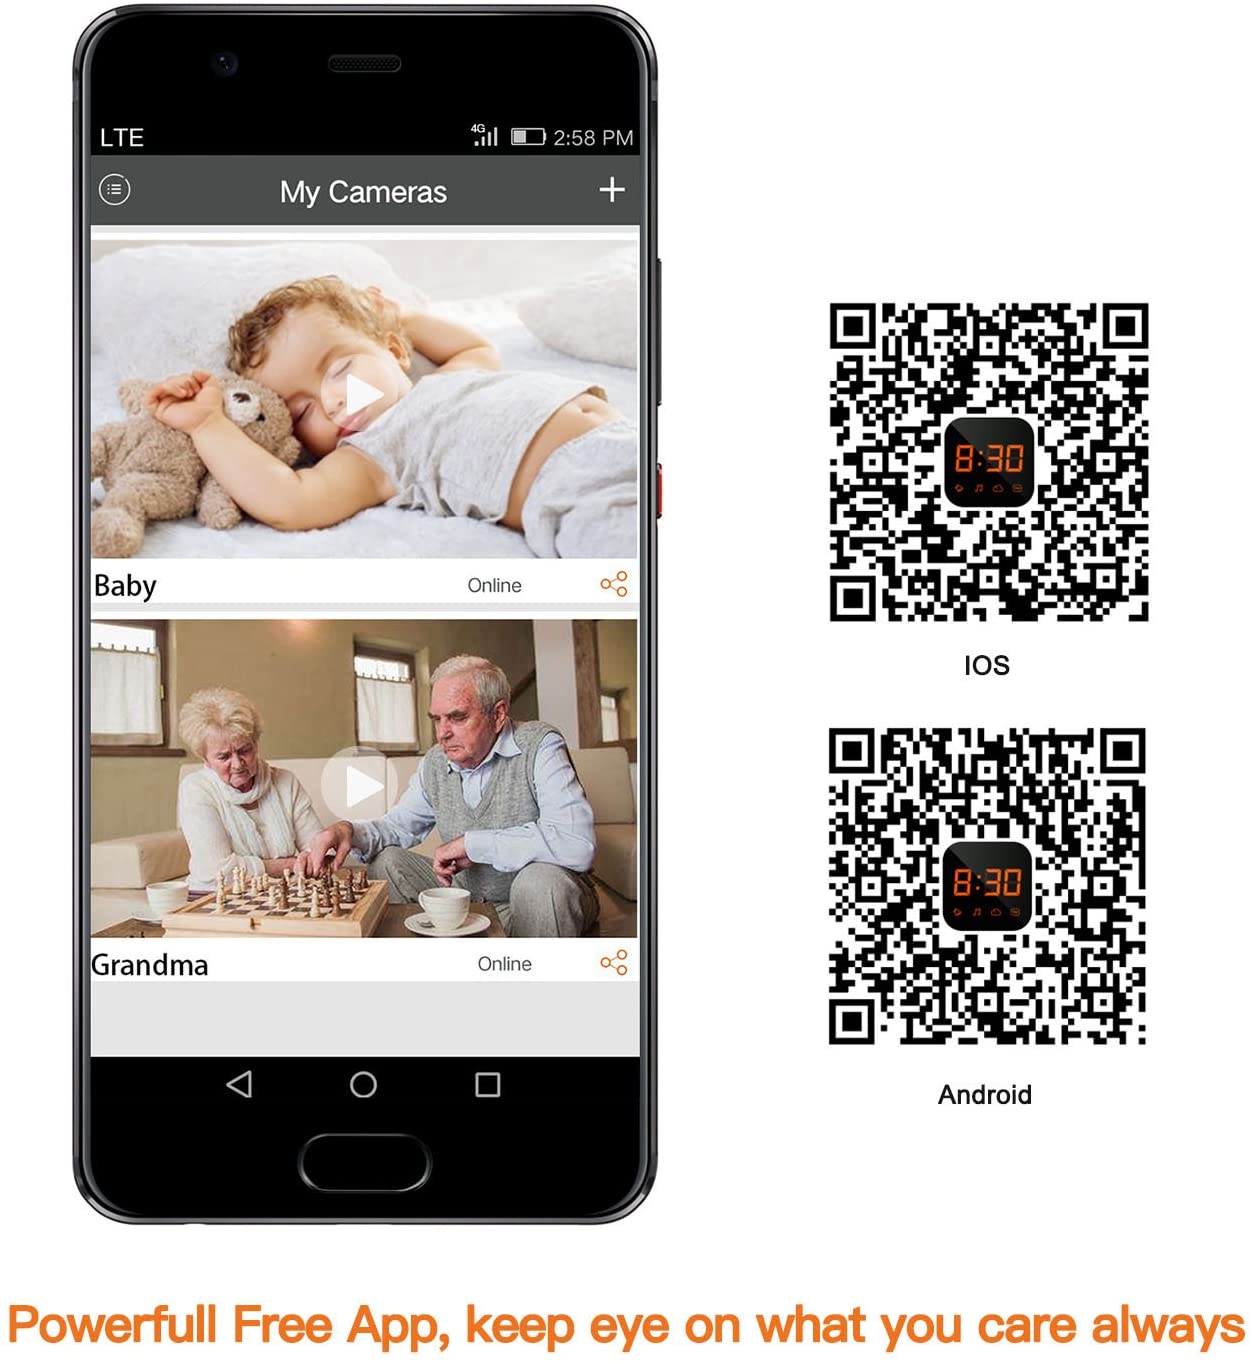 LTE
4G 2:58 PM
My Cameras
Baby
Online
Grandma
Online
8:30
IOS
8:30
Android
Powerfull Free App, keep eye on what you care always